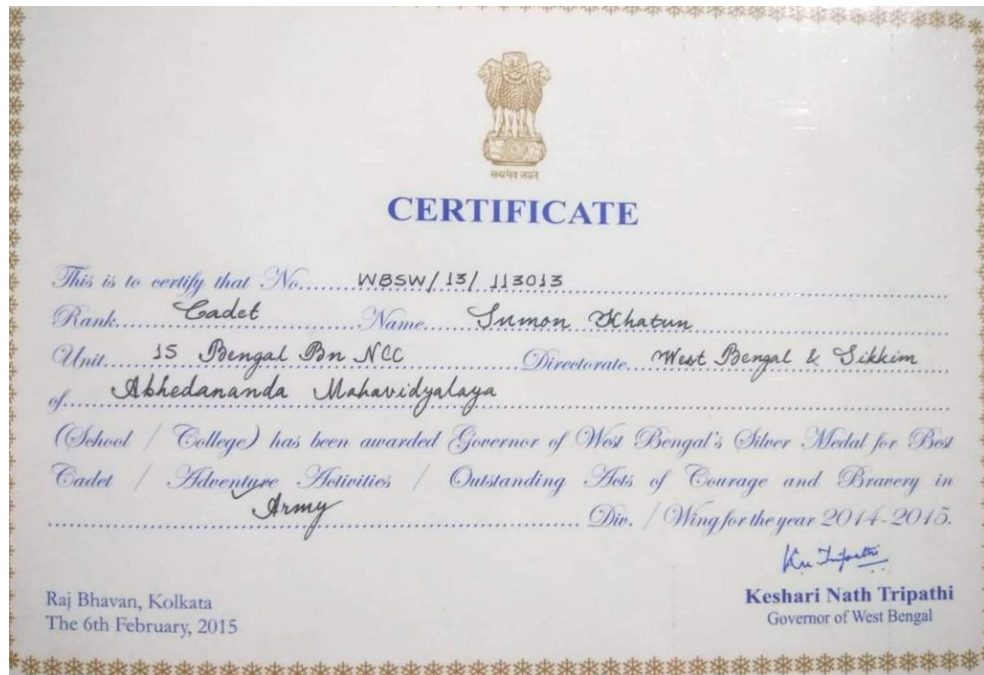 सत्यमेव जयते
CERTIFICATE
This is to certify that No. WBSW/13/113013
Rank Cadet Name Sumon Khatun
Unit 15 Bengal Bn NCC Directorate West Bengal & Sikkim
of Abhedananda Mahavidyalaya
(School / College) has been awarded Governor of West Bengal's Silver Medal for Best
Cadet / Adventure Activities / Outstanding Acts of Courage and Bravery in
Army Div. / Wing for the year 2014-2015.
Raj Bhavan, Kolkata
The 6th February, 2015
Keshari Nath Tripathi
Governor of West Bengal